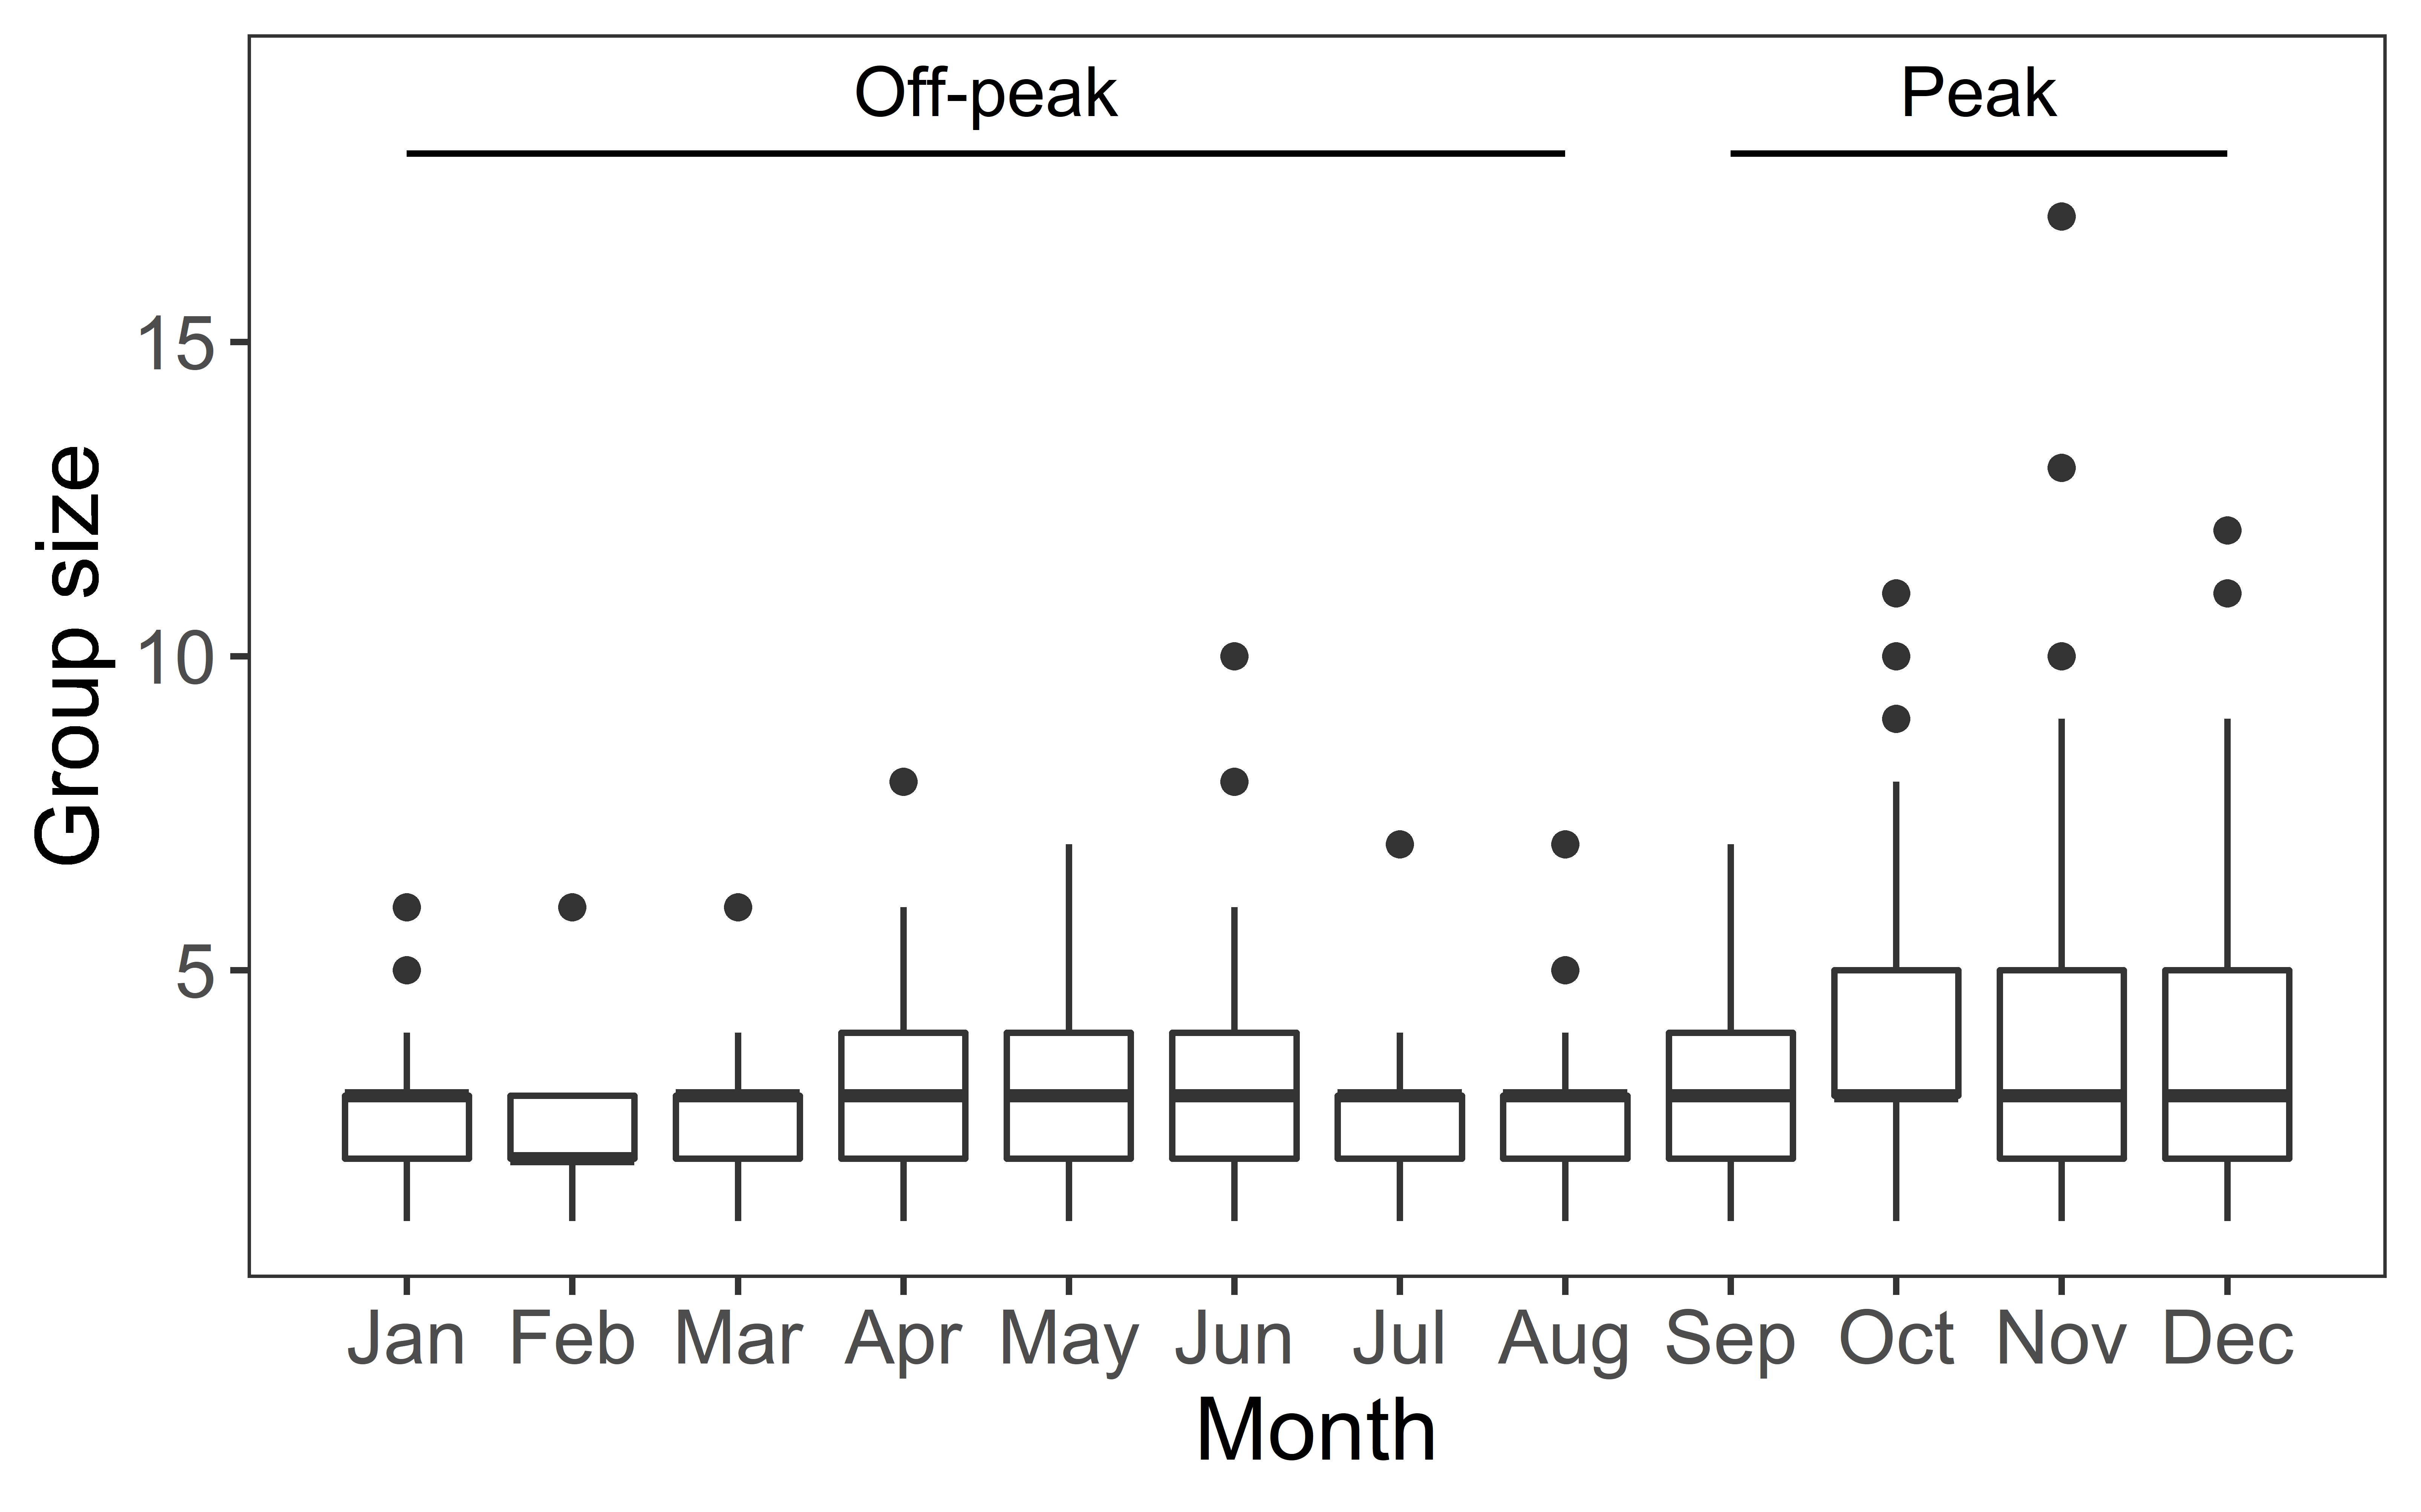 Off-peak Peak
15
10
5
Group size
Jan Feb Mar Apr May Jun Jul Aug Sep Oct Nov Dec
Month